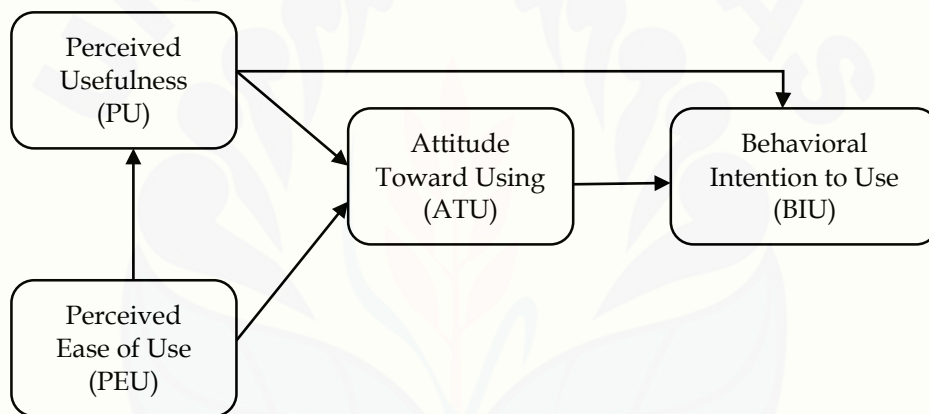 Perceived
Usefulness
(PU)
Attitude
Toward Using
(ATU)
Behavioral
Intention to Use
(BIU)
Perceived
Ease of Use
(PEU)